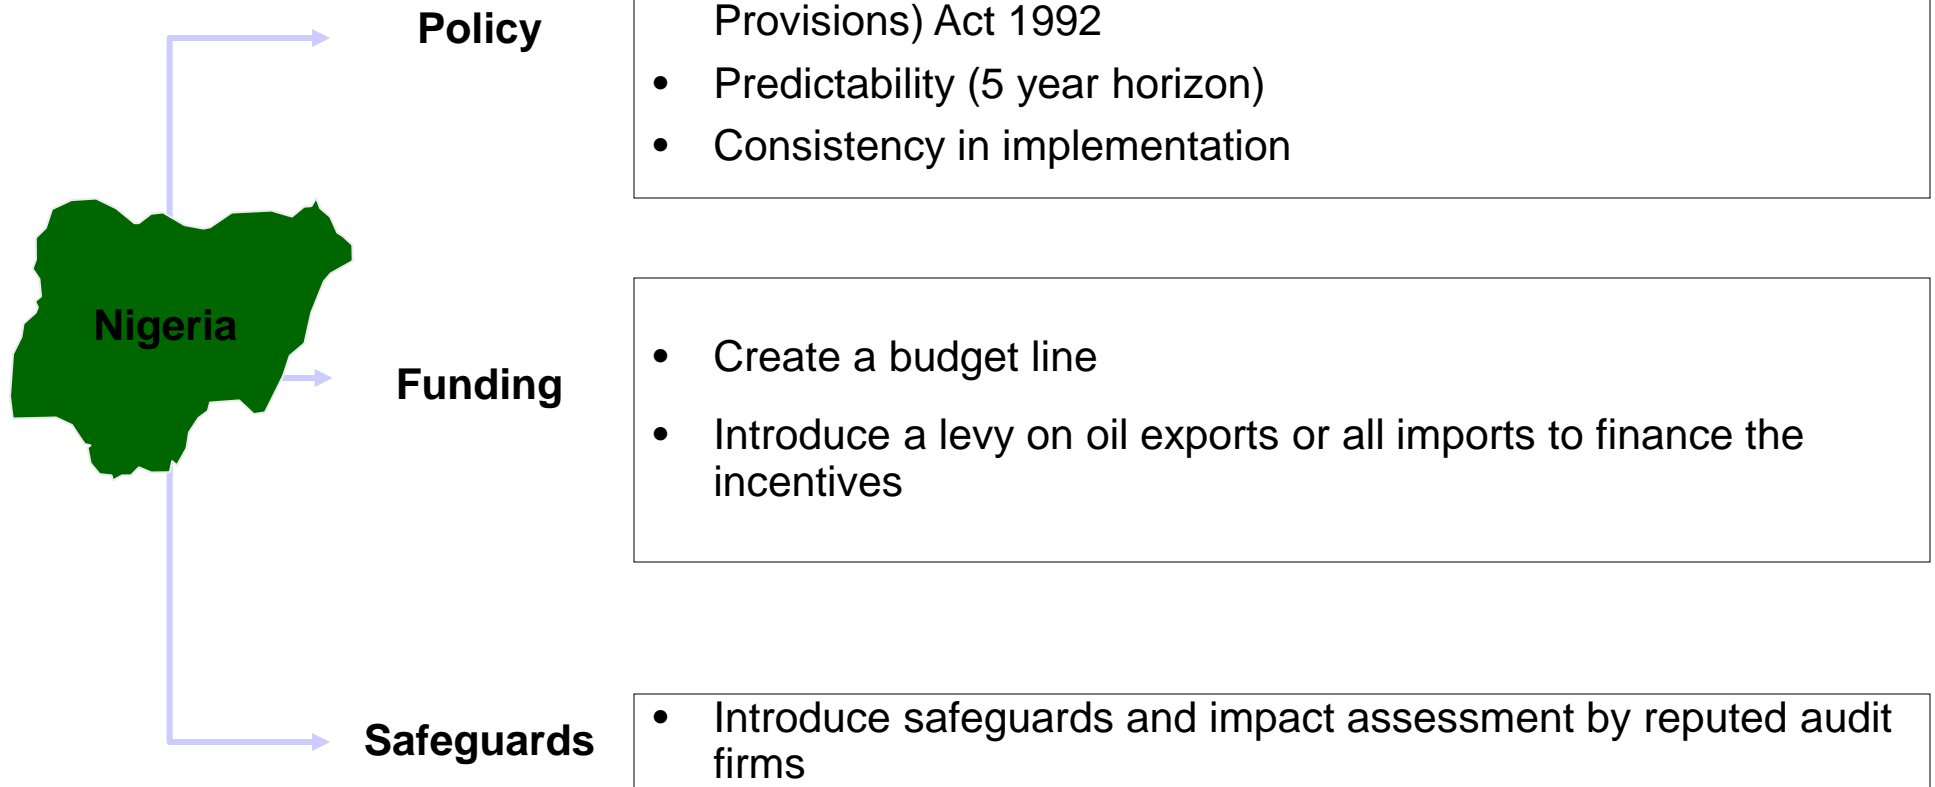 Policy
Provisions) Act 1992
• Predictability (5 year horizon)
• Consistency in implementation
Nigeria
Funding
• Create a budget line
• Introduce a levy on oil exports or all imports to finance the
incentives
Safeguards
• Introduce safeguards and impact assessment by reputed audit
firms